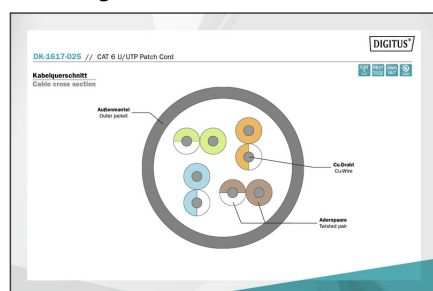 DIGITUS®
DK-1617-025 // CAT 6 U/UTP Patch Cord
Kabelquerschnitt
Cable cross section
Außenmantel
Outer jacket
Cu-Draht
Cu-Wire
Adernpaare
Twisted pair